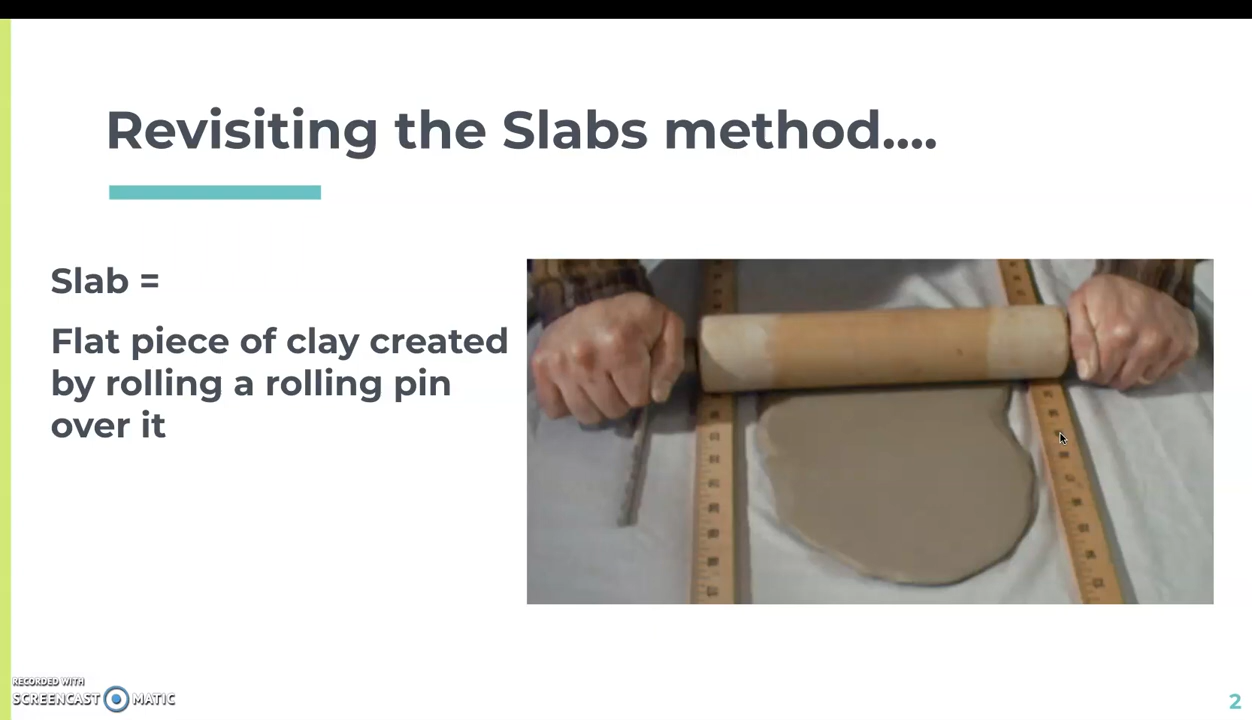 Revisiting the Slabs method....
Slab =
Flat piece of clay created
by rolling a rolling pin
over it
RECORDED WITH
SCREENCAST MATIC
2